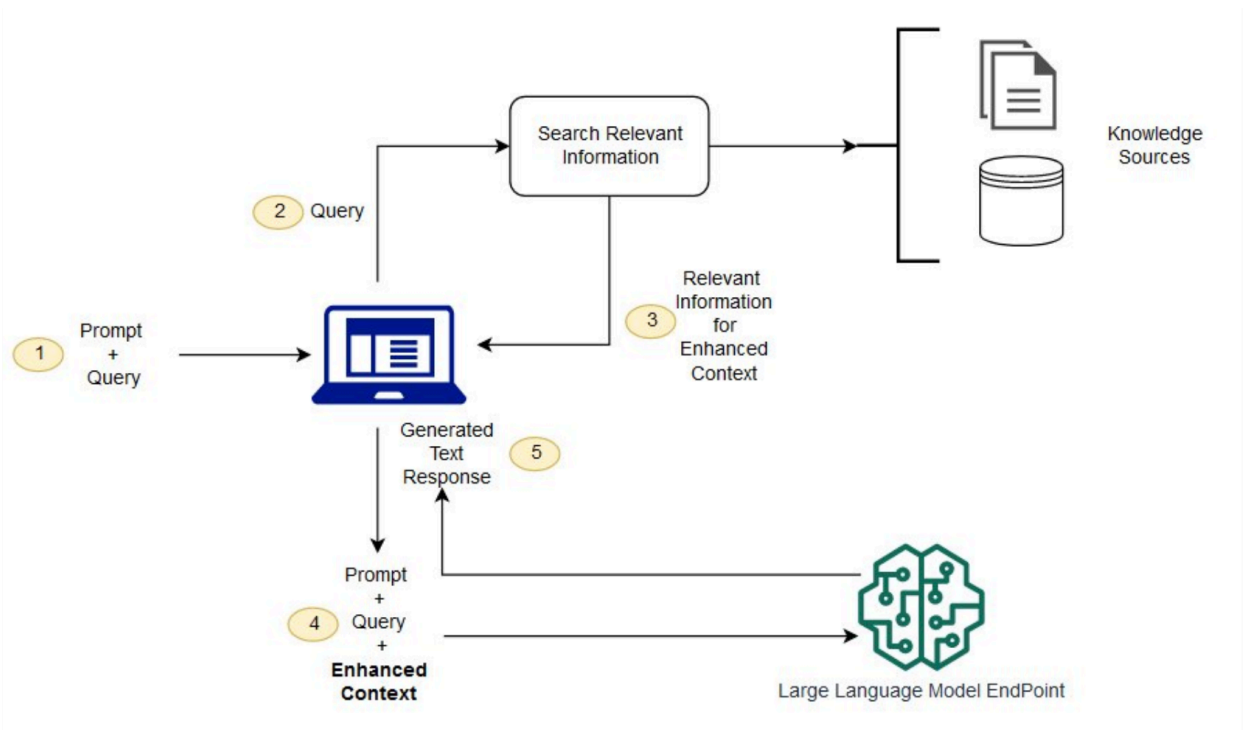 Search Relevant
Information
Knowledge
Sources
2 Query
Relevant
Information
for
Enhanced
Context
3
Prompt
+
Query
1
Generated
Text
Response
5
Prompt
+
Query
+
Enhanced
Context
4
Large Language Model EndPoint